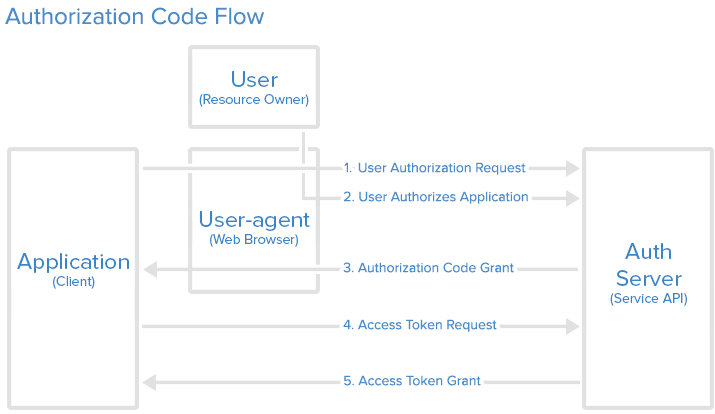 Authorization Code Flow
User
(Resource Owner)
1. User Authorization Request
2. User Authorizes Application
User-agent
(Web Browser)
Application
(Client)
Auth
Server
(Service API)
3. Authorization Code Grant
4. Access Token Request
5. Access Token Grant